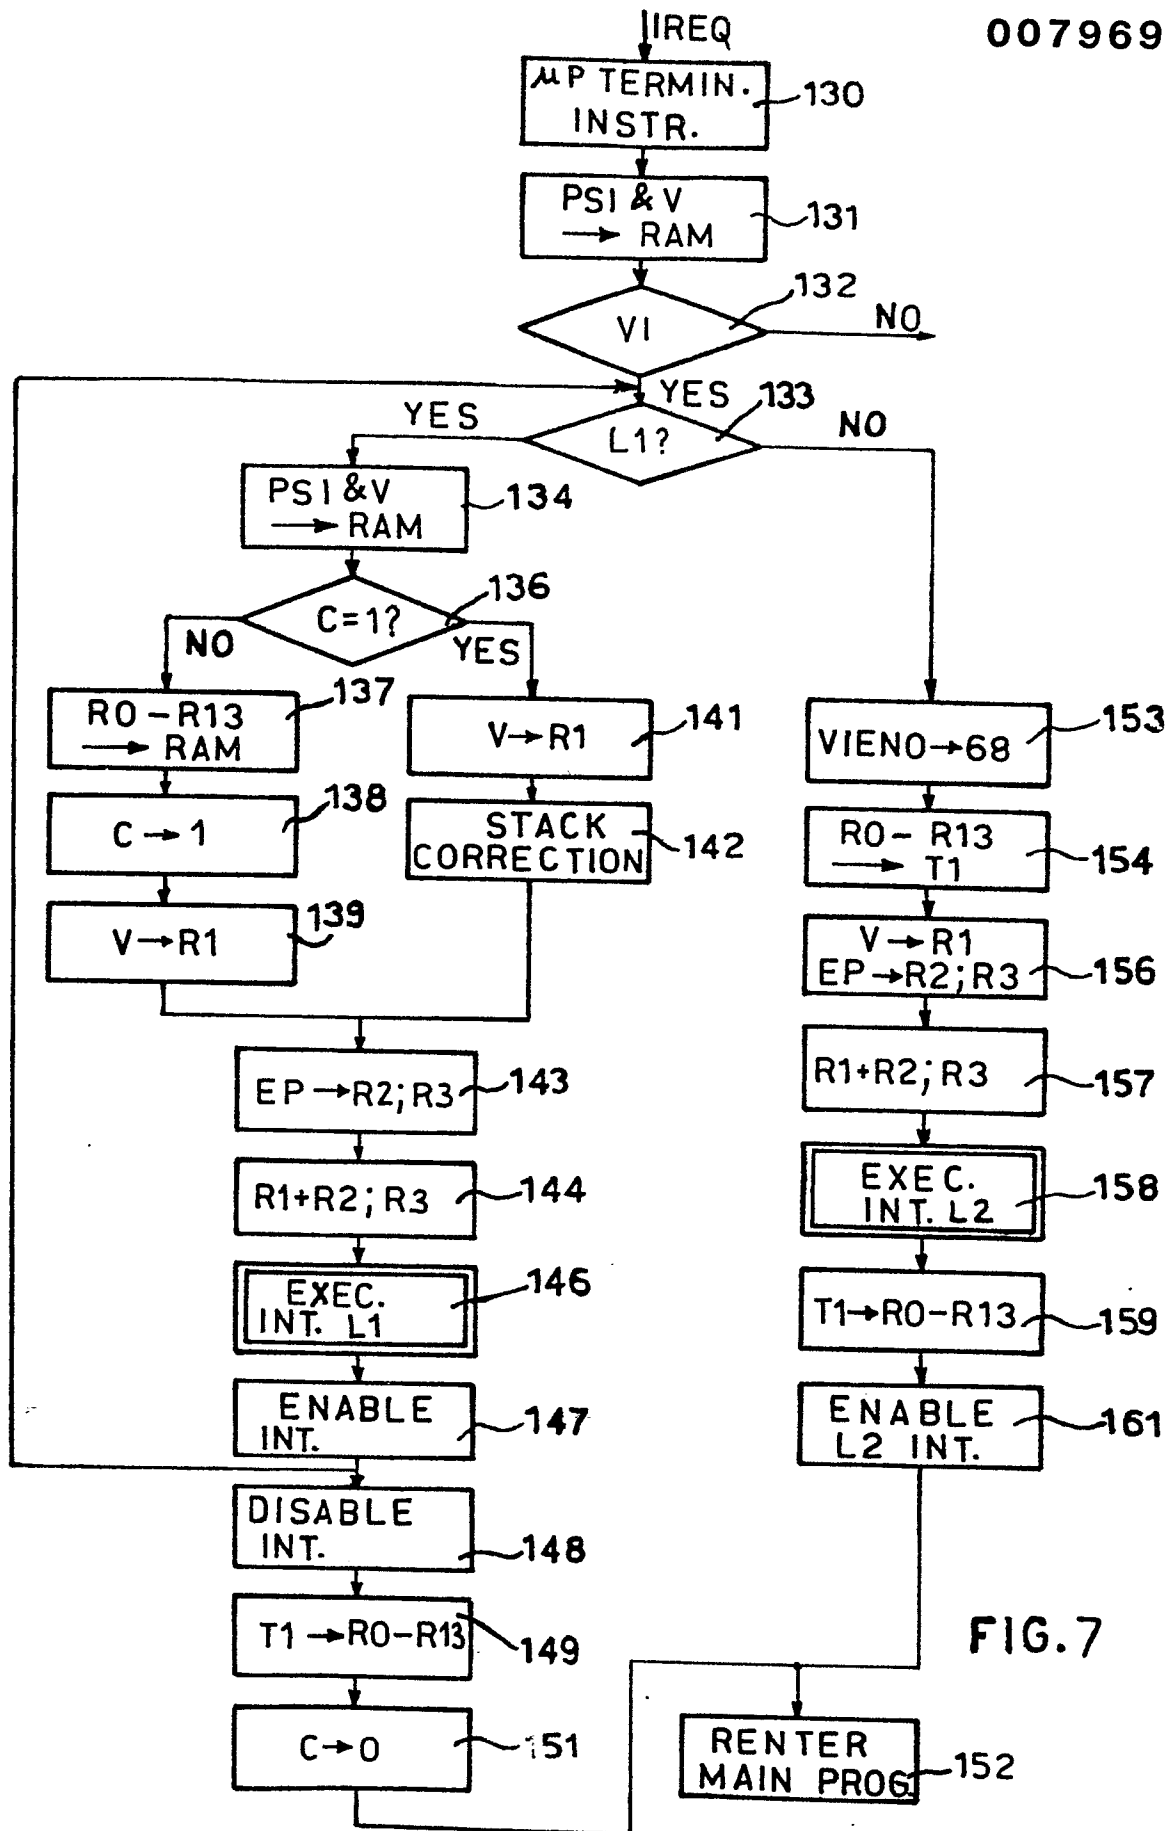 007969
IREQ
μP TERMIN.
INSTR.
130
PSI & V
→ RAM
131
VI
132
NO
YES
L1?
133
YES
NO
PSI & V
→ RAM
134
C=1?
136
NO
YES
R0-R13
→ RAM
137
C→1
138
V→R1
139
V→R1
141
STACK
CORRECTION
142
EP→R2;R3
143
R1+R2;R3
144
EXEC.
INT. L1
146
ENABLE
INT.
147
DISABLE
INT.
148
T1→R0-R13
149
C→0
151
VIENO→68
153
R0-R13
→ T1
154
V→R1
EP→R2;R3
156
R1+R2;R3
157
EXEC.
INT. L2
158
T1→R0-R13
159
ENABLE
L2 INT.
161
RENTER
MAIN PROG.
152
FIG.7